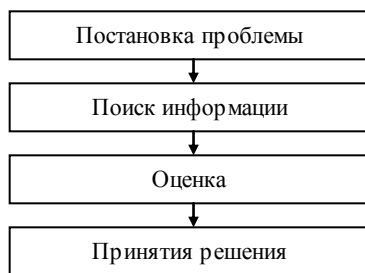 Постановка проблемы
Поиск информации
Оценка
Принятия решения